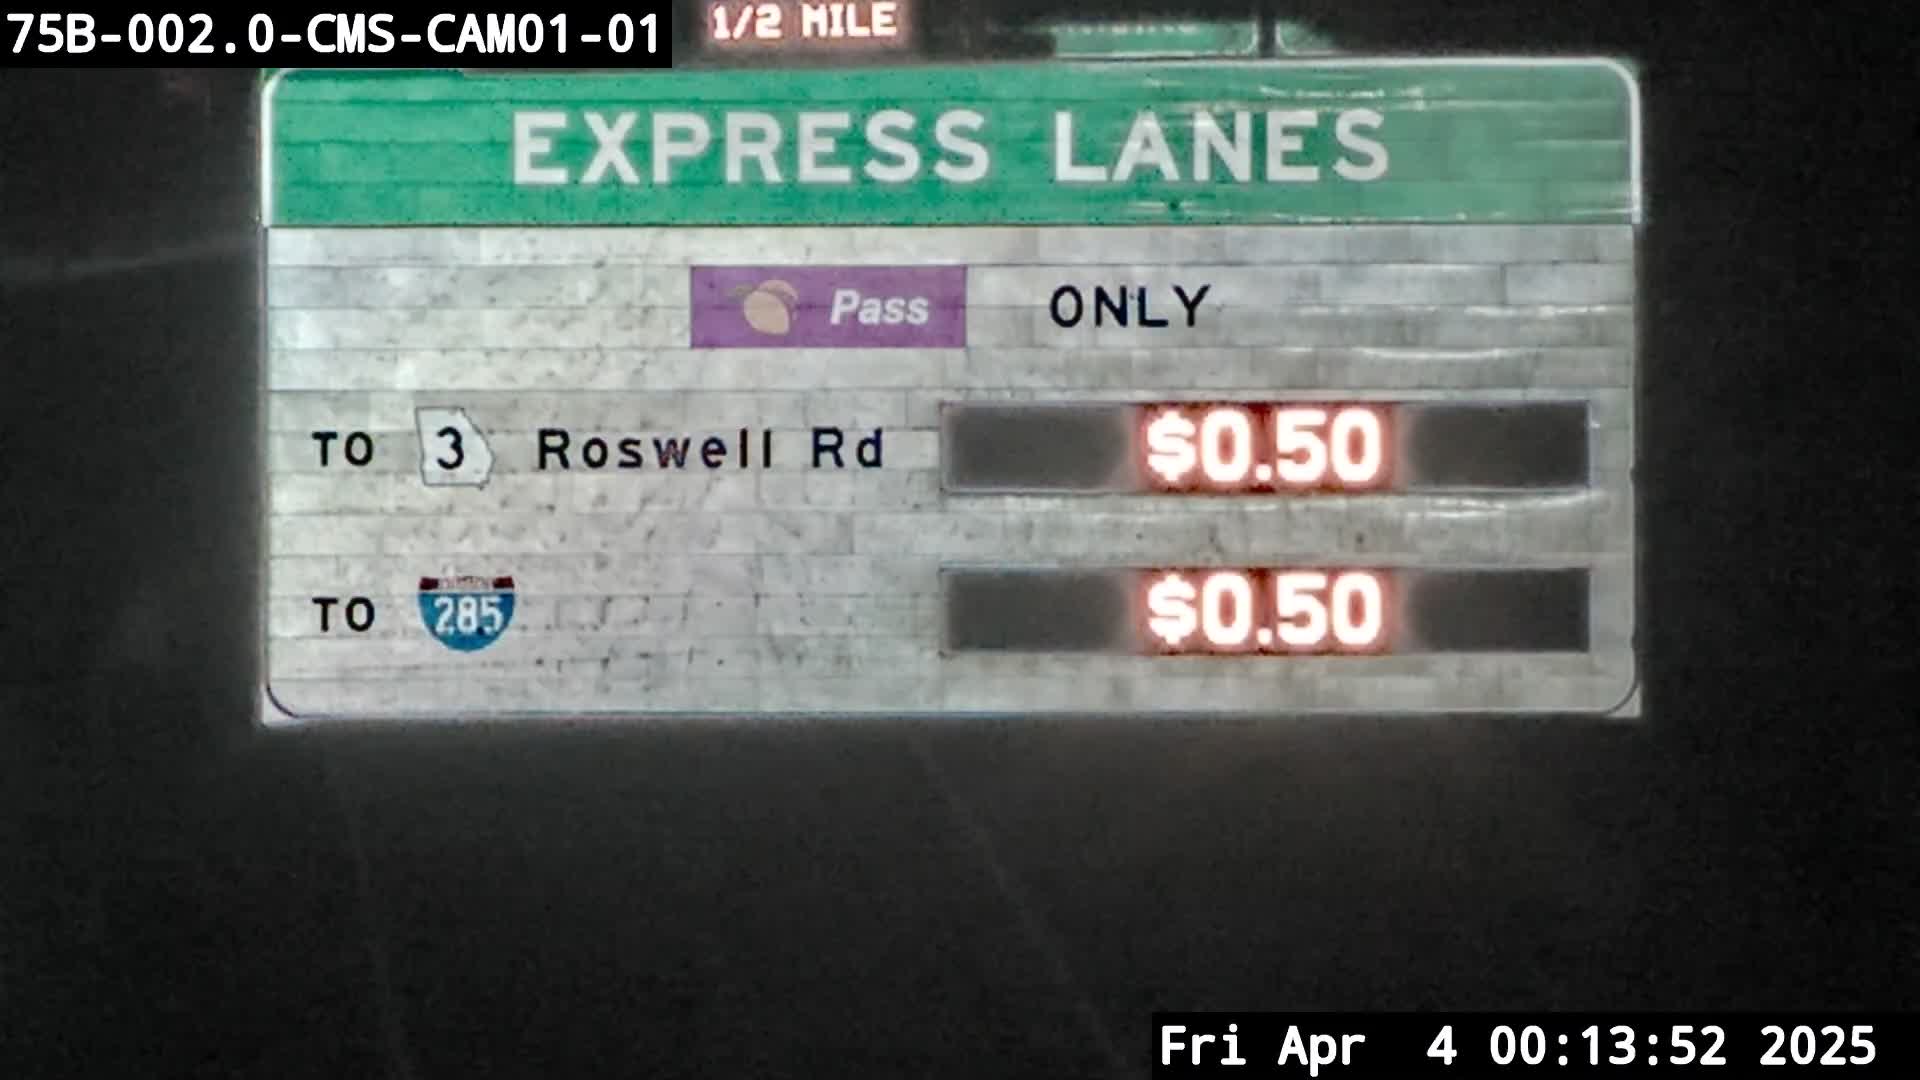 75B-002.0-CMS-CAM01-01
1/2 MILE
EXPRESS LANES
Pass ONLY
TO 3 Roswell Rd $0.50
TO 285 $0.50
Fri Apr 4 00:13:52 2025